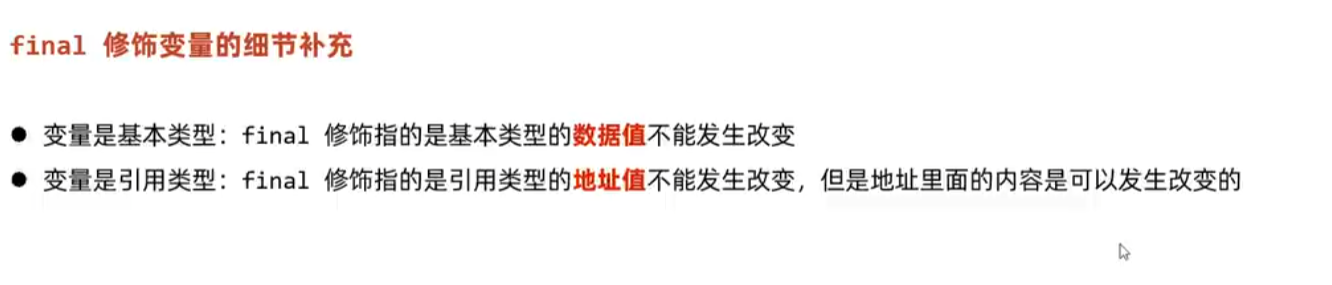 final 修饰变量的细节补充
● 变量是基本类型：final 修饰指的是基本类型的数据值不能发生改变
● 变量是引用类型：final 修饰指的是引用类型的地址值不能发生改变，但是地址里面的内容是可以发生改变的